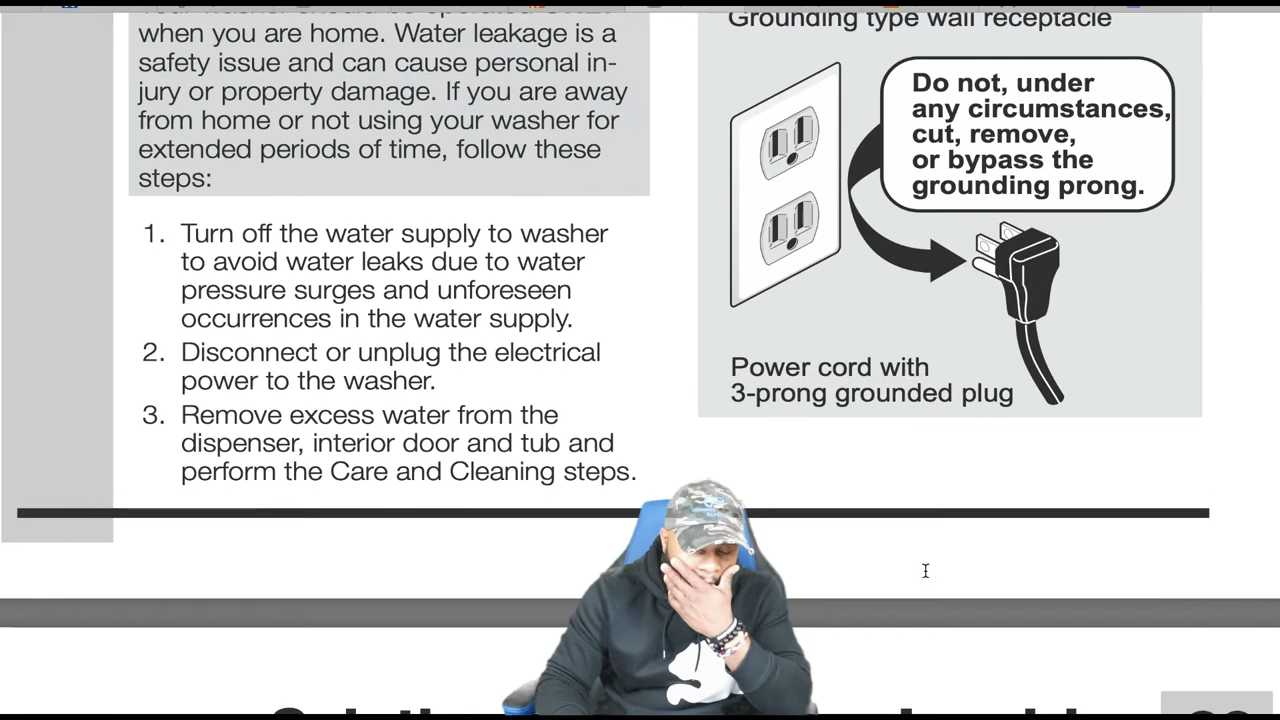 when you are home. Water leakage is a
safety issue and can cause personal in-
jury or property damage. If you are away
from home or not using your washer for
extended periods of time, follow these
steps:
1. Turn off the water supply to washer
to avoid water leaks due to water
pressure surges and unforeseen
occurrences in the water supply.
2. Disconnect or unplug the electrical
power to the washer.
3. Remove excess water from the
dispenser, interior door and tub and
perform the Care and Cleaning steps.
Grounding type wall receptacle
Do not, under
any circumstances,
cut, remove,
or bypass the
grounding prong.
Power cord with
3-prong grounded plug